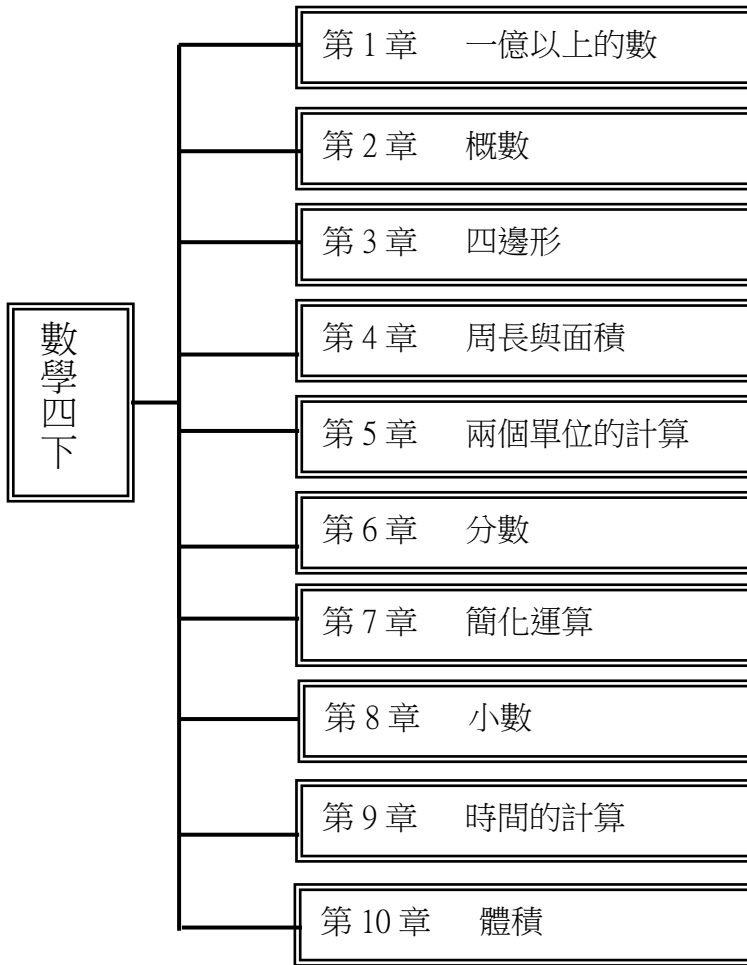 數學四下
第 1 章 一億以上的數
第 2 章 概數
第 3 章 四邊形
第 4 章 周長與面積
第 5 章 兩個單位的計算
第 6 章 分數
第 7 章 簡化運算
第 8 章 小數
第 9 章 時間的計算
第 10 章 體積